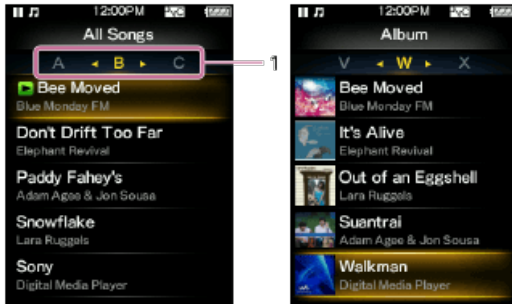 12:00PM
All Songs
A B C
1
Bee Moved
Blue Monday FM
Don't Drift Too Far
Elephant Revival
Paddy Fahey's
Adam Agee & Jon Sousa
Snowflake
Lara Ruggels
Sony
Digital Media Player
12:00PM
Album
V W X
Bee Moved
Blue Monday FM
It's Alive
Elephant Revival
Out of an Eggshell
Lara Ruggels
Suantrai
Adam Agee & Jon Sousa
Walkman
Digital Media Player